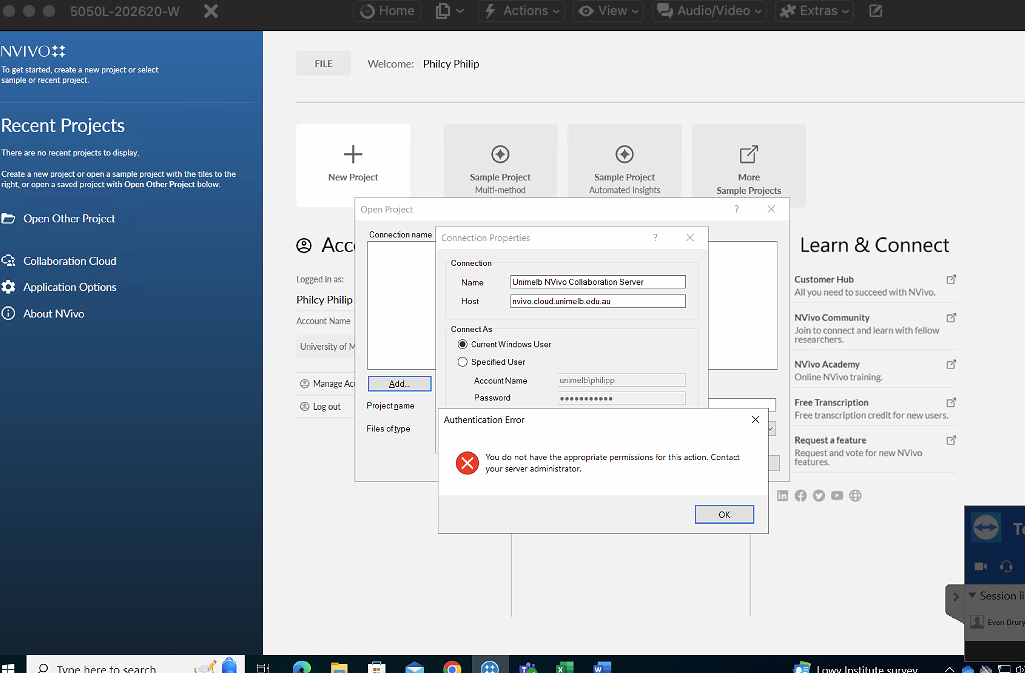 5050L-202620-W
Home
Actions
View
Audio/Video
Extras
NVIVO
To get started, create a new project or select
sample or recent project.
Recent Projects
There are no recent projects to display.
Create a new project or open a sample project with the tiles to the
right, or open a saved project with Open Other Project below.
Open Other Project
Collaboration Cloud
Application Options
About NVivo
FILE
Welcome: Philcy Philip
New Project
Sample Project
Multi-method
Sample Project
Automated Insights
More
Sample Projects
Acco
Logged in as:
Philcy Philip
Account Name
University of M
Manage Acc
Log out
Open Project
?
Connection name
Add...
Project name
Files of type
Connection Properties
?
Connection
Name
Unimelb NVivo Collaboration Server
Host
nvivo.cloud.unimelb.edu.au
Connect As
Current Windows User
Specified User
Account Name
unimelb\philipp
Password
Authentication Error
You do not have the appropriate permissions for this action. Contact
your server administrator.
OK
Learn & Connect
Customer Hub
All you need to succeed with NVivo.
NVivo Community
Join to connect and learn with fellow
researchers.
NVivo Academy
Online NVivo training.
Free Transcription
Free transcription credit for new users.
Request a feature
Request and vote for new NVivo
features.
Te
Session li
Evan Drury
Type here to search
Lowy Institute survey